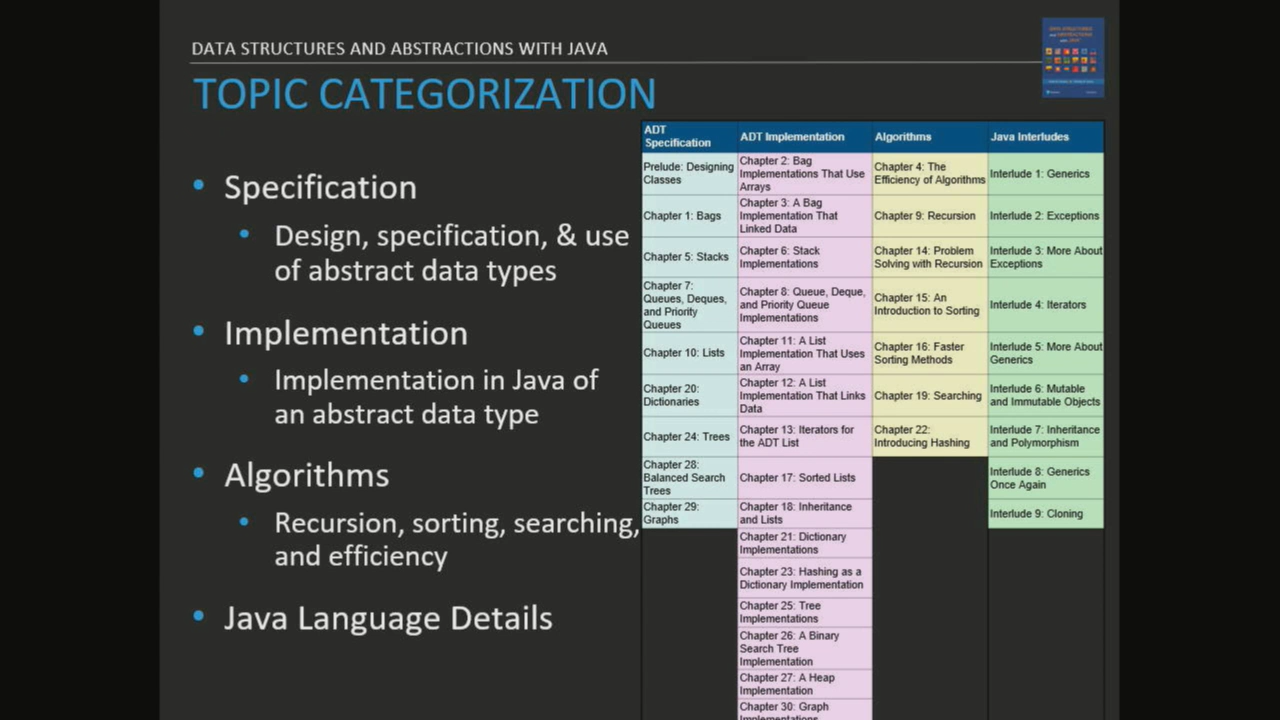 DATA STRUCTURES AND ABSTRACTIONS WITH JAVA
TOPIC CATEGORIZATION
• Specification
• Design, specification, & use
of abstract data types
• Implementation
• Implementation in Java of
an abstract data type
• Algorithms
• Recursion, sorting, searching,
and efficiency
• Java Language Details
ADT
Specification
Prelude: Designing
Classes
Chapter 1: Bags
Chapter 5: Stacks
Chapter 7:
Queues, Deques,
and Priority
Queues
Chapter 10: Lists
Chapter 20:
Dictionaries
Chapter 24: Trees
Chapter 28:
Balanced Search
Trees
Chapter 29:
Graphs
ADT Implementation
Chapter 2: Bag
Implementations That Use
Arrays
Chapter 3: A Bag
Implementation That
Linked Data
Chapter 6: Stack
Implementations
Chapter 8: Queue, Deque,
and Priority Queue
Implementations
Chapter 11: A List
Implementation That Uses
an Array
Chapter 12: A List
Implementation That Links
Data
Chapter 13: Iterators for
the ADT List
Chapter 17: Sorted Lists
Chapter 18: Inheritance
and Lists
Chapter 21: Dictionary
Implementations
Chapter 23: Hashing as a
Dictionary Implementation
Chapter 25: Tree
Implementations
Chapter 26: A Binary
Search Tree
Implementation
Chapter 27: A Heap
Implementation
Chapter 30: Graph
Implementations
Algorithms
Chapter 4: The
Efficiency of Algorithms
Chapter 9: Recursion
Chapter 14: Problem
Solving with Recursion
Chapter 15: An
Introduction to Sorting
Chapter 16: Faster
Sorting Methods
Chapter 19: Searching
Chapter 22:
Introducing Hashing
Java Interludes
Interlude 1: Generics
Interlude 2: Exceptions
Interlude 3: More About
Exceptions
Interlude 4: Iterators
Interlude 5: More About
Generics
Interlude 6: Mutable
and Immutable Objects
Interlude 7: Inheritance
and Polymorphism
Interlude 8: Generics
Once Again
Interlude 9: Cloning